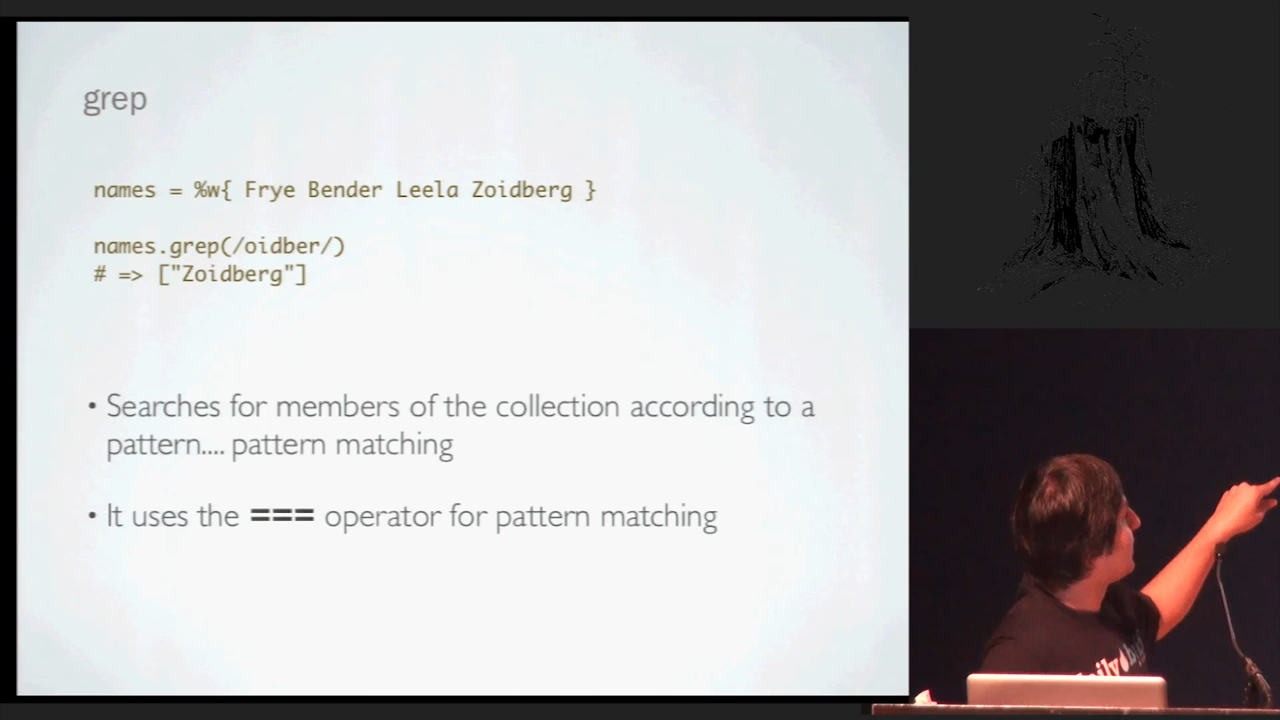 grep
names = %w{ Frye Bender Leela Zoidberg }
names.grep(/oidber/)
# => ["Zoidberg"]
• Searches for members of the collection according to a
pattern.... pattern matching
• It uses the === operator for pattern matching